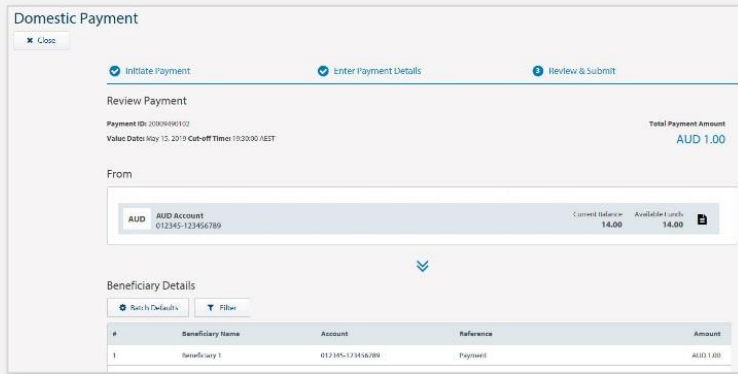 Domestic Payment
✖ Close
Initiate Payment Enter Payment Details 3 Review & Submit
Review Payment
Payment ID: 20009490102 Total Payment Amount
Value Date: May 15, 2019 Cut-off Time: 19:30:00 AEST AUD 1.00
From
AUD AUD Account Current Balance Available Funds
012345-123456789 14.00 14.00
Beneficiary Details
Batch Defaults Filter
# Beneficiary Name Account Reference Amount
1 Beneficiary 1 012345-123456789 Payment AUD 1.00